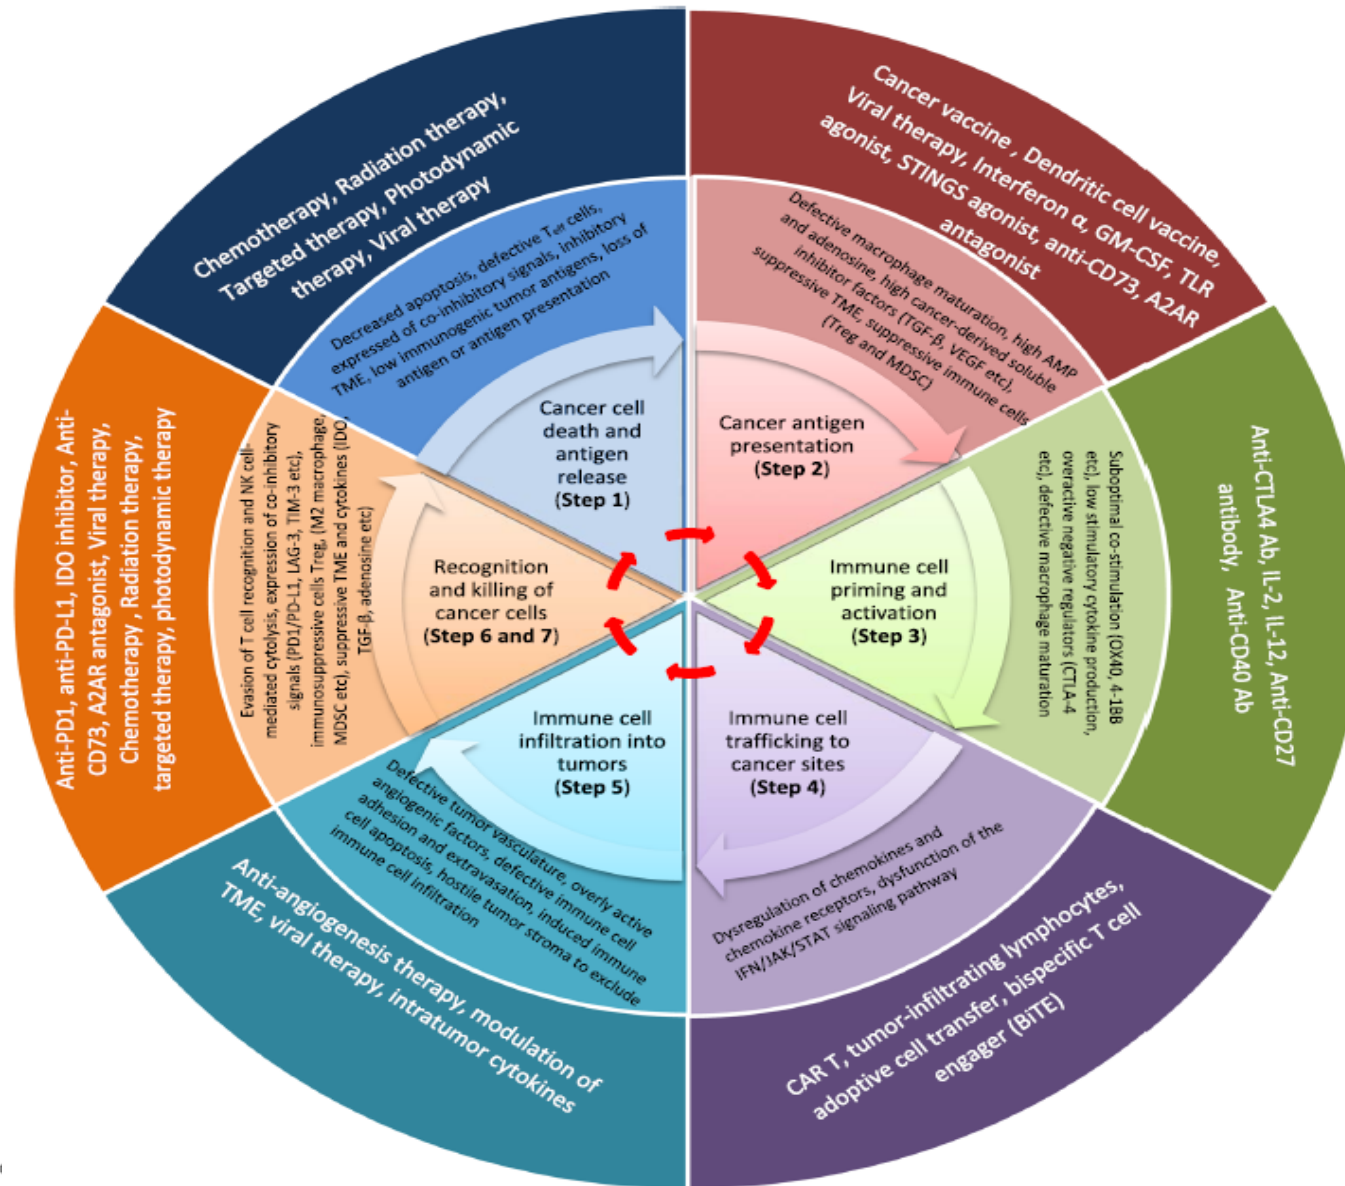 Chemotherapy, Radiation therapy,
Targeted therapy, Photodynamic
therapy, Viral therapy
Decreased apoptosis, defective Teff cells,
expressed of co-inhibitory signals, inhibitory
TME, low immunogenic tumor antigens, loss of
antigen or antigen presentation
Cancer cell
death and
antigen
release
(Step 1)
Cancer vaccine , Dendritic cell vaccine,
Viral therapy, Interferon α, GM-CSF, TLR
agonist, STINGS agonist, anti-CD73, A2AR
antagonist
Defective macrophage maturation, high AMP
and adenosine, high cancer-derived soluble
inhibitor factors (TGF-β, VEGF etc),
suppressive TME, suppressive immune cells
(Treg and MDSC)
Cancer antigen
presentation
(Step 2)
Anti-CTLA4 Ab, IL-2, IL-12, Anti-CD27
antibody, Anti-CD40 Ab
Suboptimal co-stimulation (OX40, 4-1BB
etc), low stimulatory cytokine production,
overactive negative regulators (CTLA-4
etc), defective macrophage maturation
Immune cell
priming and
activation
(Step 3)
CAR T, tumor-infiltrating lymphocytes,
adoptive cell transfer, bispecific T cell
engager (BiTE)
Dysregulation of chemokines and
chemokine receptors, dysfunction of the
IFN/JAK/STAT signaling pathway
Immune cell
trafficking to
cancer sites
(Step 4)
Anti-angiogenesis therapy, modulation of
TME, viral therapy, intratumor cytokines
Defective tumor vasculature, overly active
angiogenic factors, defective immune cell
adhesion and extravasation, induced immune
cell apoptosis, hostile tumor stroma to exclude
immune cell infiltration
Immune cell
infiltration into
tumors
(Step 5)
Anti-PD1, anti-PD-L1, IDO inhibitor, Anti-
CD73, A2AR antagonist, Viral therapy,
Chemotherapy , Radiation therapy,
targeted therapy, photodynamic therapy
Evasion of T cell recognition and NK cell-
mediated cytolysis, expression of co-inhibitory
signals (PD1/PD-L1, LAG-3, TIM-3 etc),
immunosuppressive cells Treg, (M2 macrophage,
MDSC etc), suppressive TME and cytokines (IDO,
TGF-β, adenosine etc)
Recognition
and killing of
cancer cells
(Step 6 and 7)